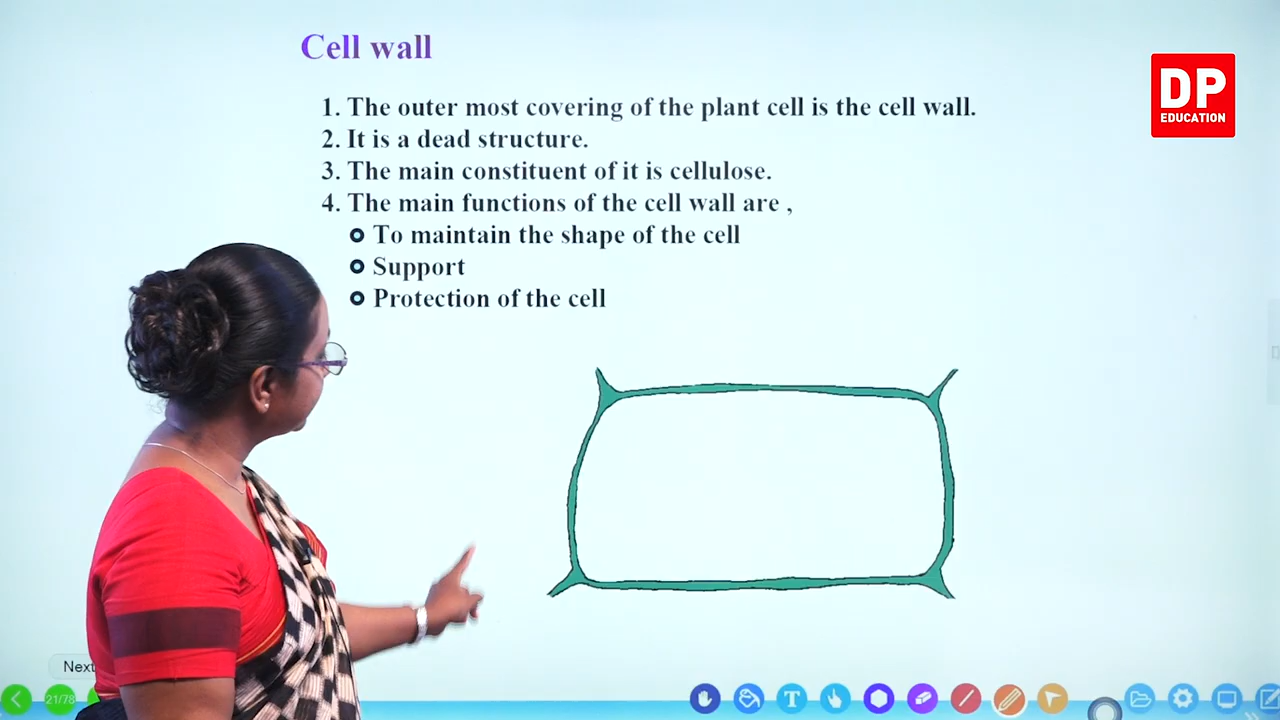 Cell wall
DP
EDUCATION
1. The outer most covering of the plant cell is the cell wall.
2. It is a dead structure.
3. The main constituent of it is cellulose.
4. The main functions of the cell wall are ,
To maintain the shape of the cell
Support
Protection of the cell
Next
21/78
T